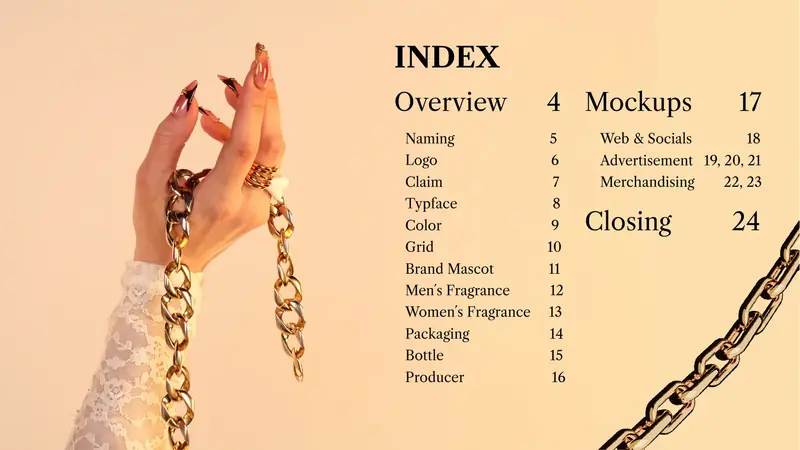 INDEX
Overview 4
Naming 5
Logo 6
Claim 7
Typface 8
Color 9
Grid 10
Brand Mascot 11
Men´s Fragrance 12
Women´s Fragrance 13
Packaging 14
Bottle 15
Producer 16
Mockups 17
Web & Socials 18
Advertisement 19, 20, 21
Merchandising 22, 23
Closing 24